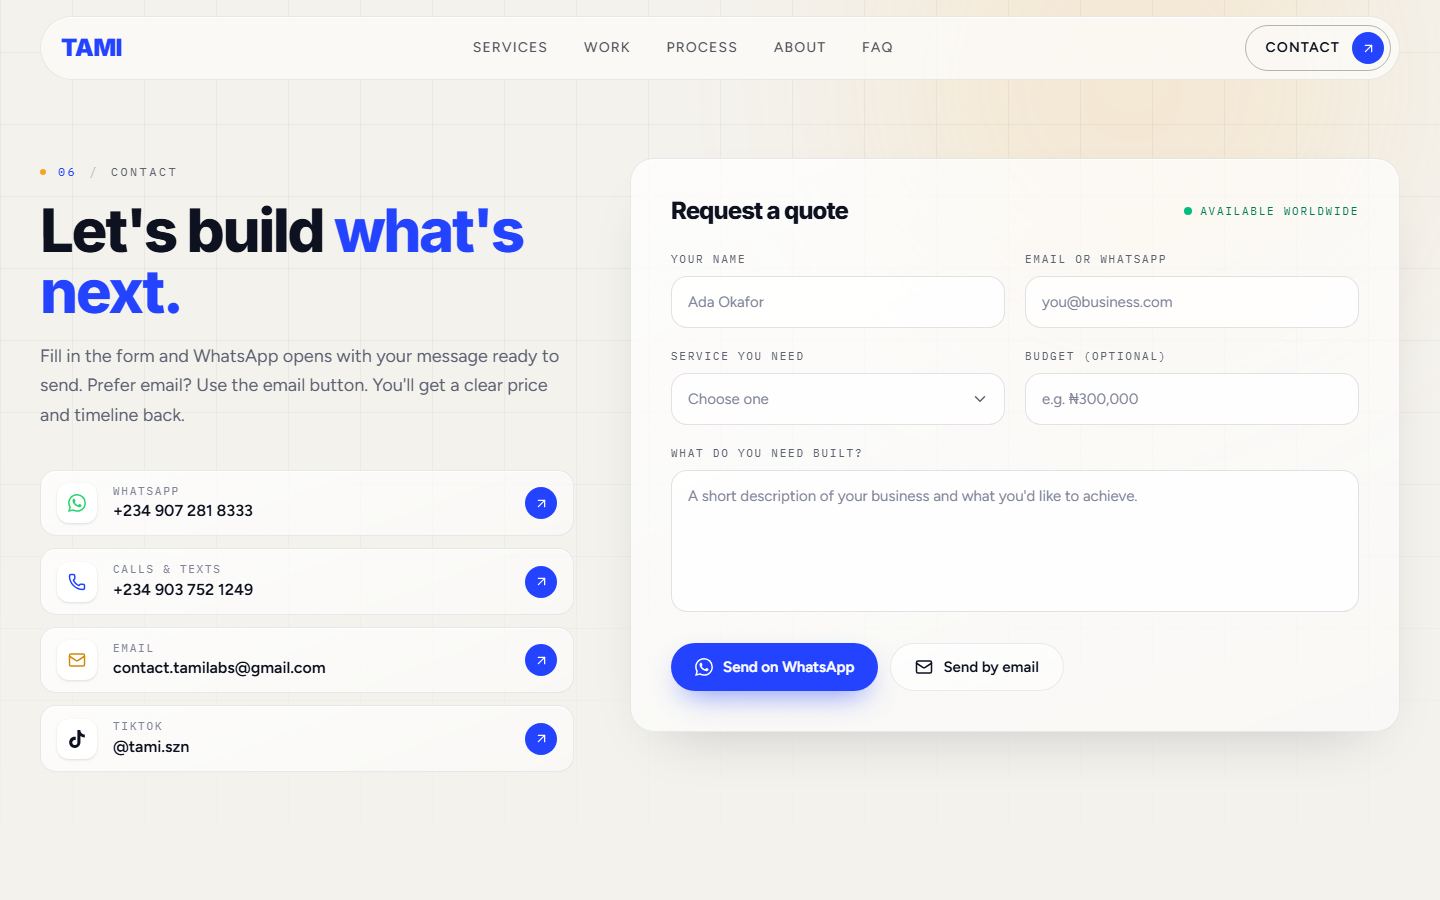 TAMI
SERVICES
WORK
PROCESS
ABOUT
FAQ
CONTACT
06 / CONTACT
Let's build what's
next.
Fill in the form and WhatsApp opens with your message ready to
send. Prefer email? Use the email button. You'll get a clear price
and timeline back.
WHATSAPP
+234 907 281 8333
CALLS & TEXTS
+234 903 752 1249
EMAIL
contact.tamilabs@gmail.com
TIKTOK
@tami.szn
Request a quote
AVAILABLE WORLDWIDE
YOUR NAME
Ada Okafor
EMAIL OR WHATSAPP
you@business.com
SERVICE YOU NEED
Choose one
BUDGET (OPTIONAL)
e.g. ₦300,000
WHAT DO YOU NEED BUILT?
A short description of your business and what you'd like to achieve.
Send on WhatsApp
Send by email